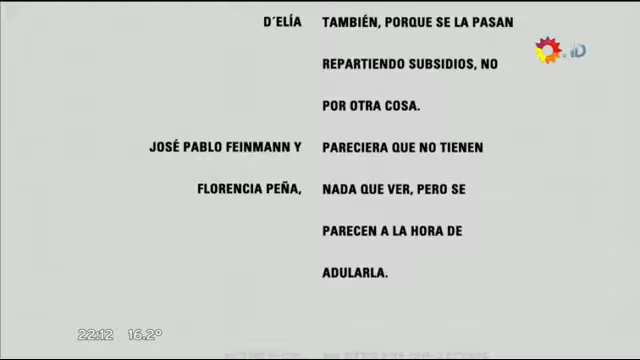 D´ELÍA TAMBIÉN, PORQUE SE LA PASAN
REPARTIENDO SUBSIDIOS, NO
POR OTRA COSA.
JOSÉ PABLO FEINMANN Y PARECIERA QUE NO TIENEN
FLORENCIA PEÑA, NADA QUE VER, PERO SE
PARECEN A LA HORA DE
ADULARLA.
HD
22:12 16.2°